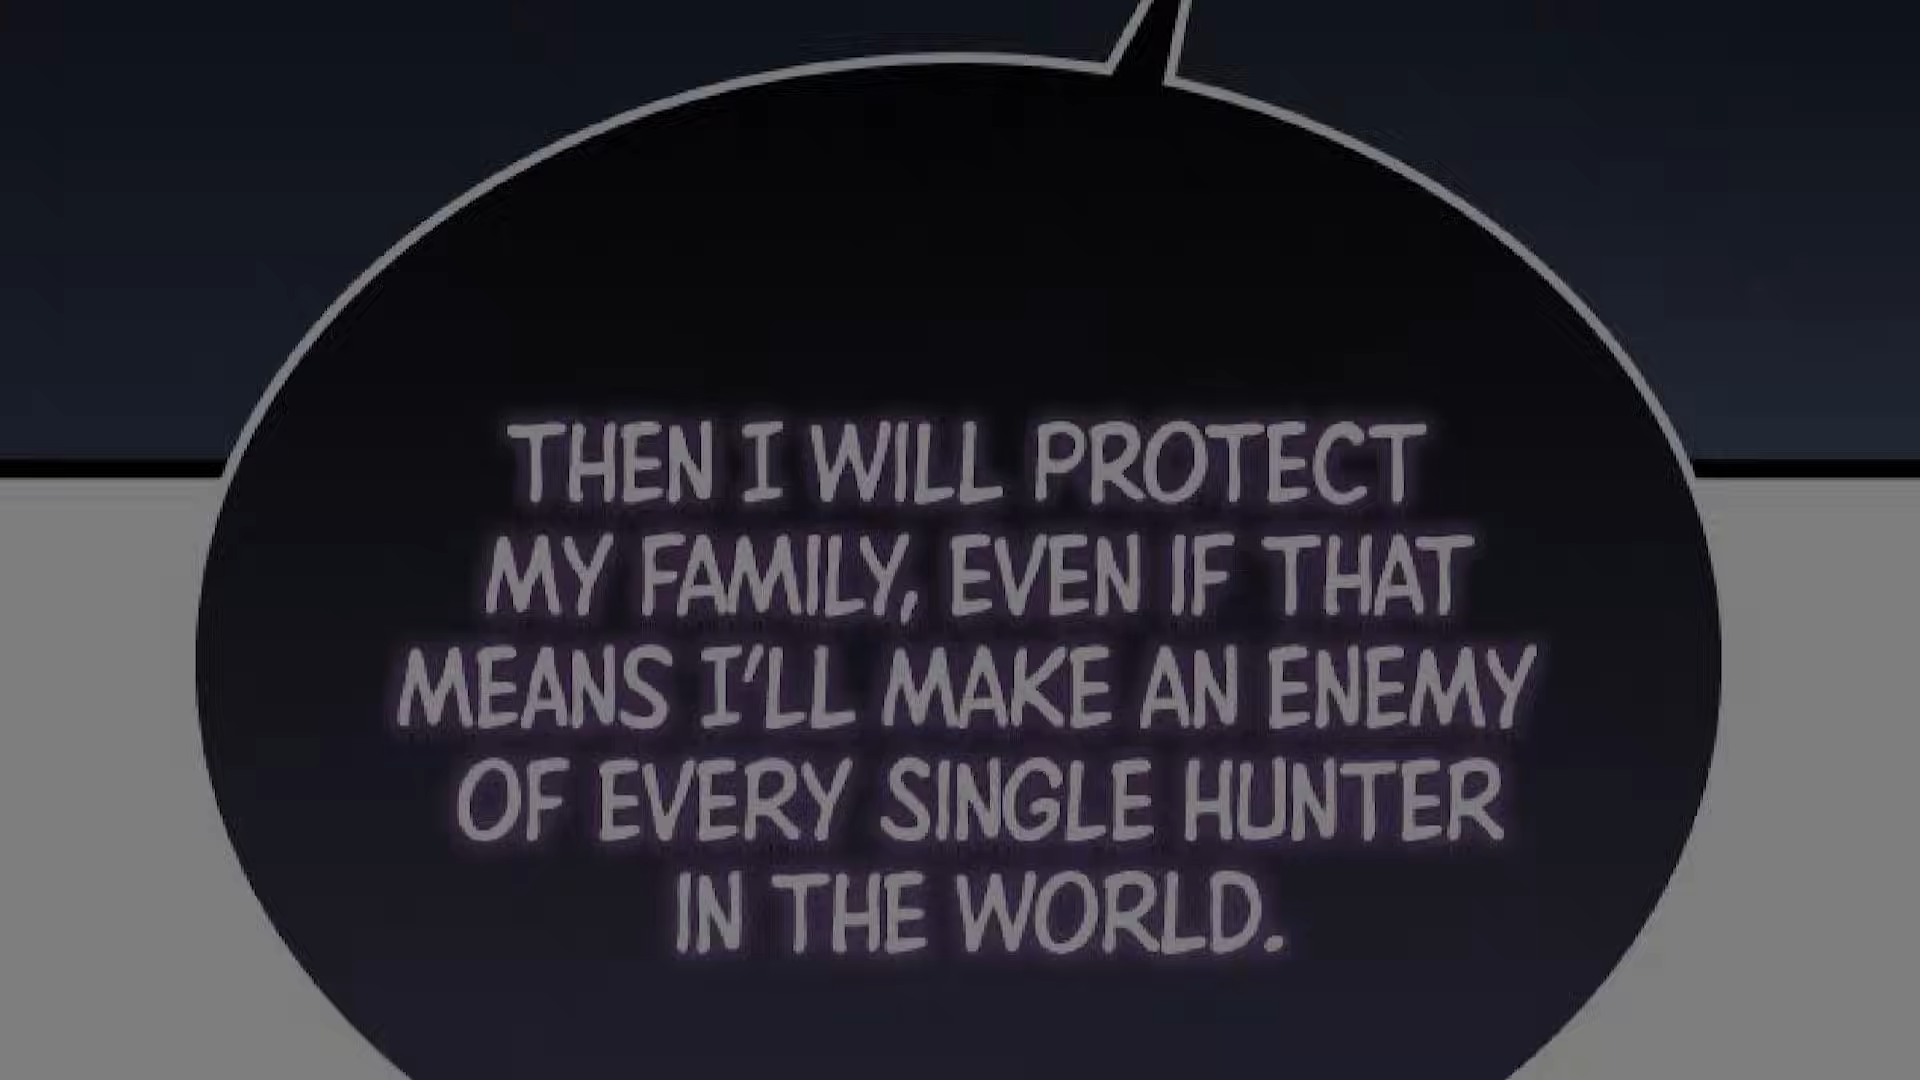 THEN I WILL PROTECT
MY FAMILY, EVEN IF THAT
MEANS I'LL MAKE AN ENEMY
OF EVERY SINGLE HUNTER
IN THE WORLD.